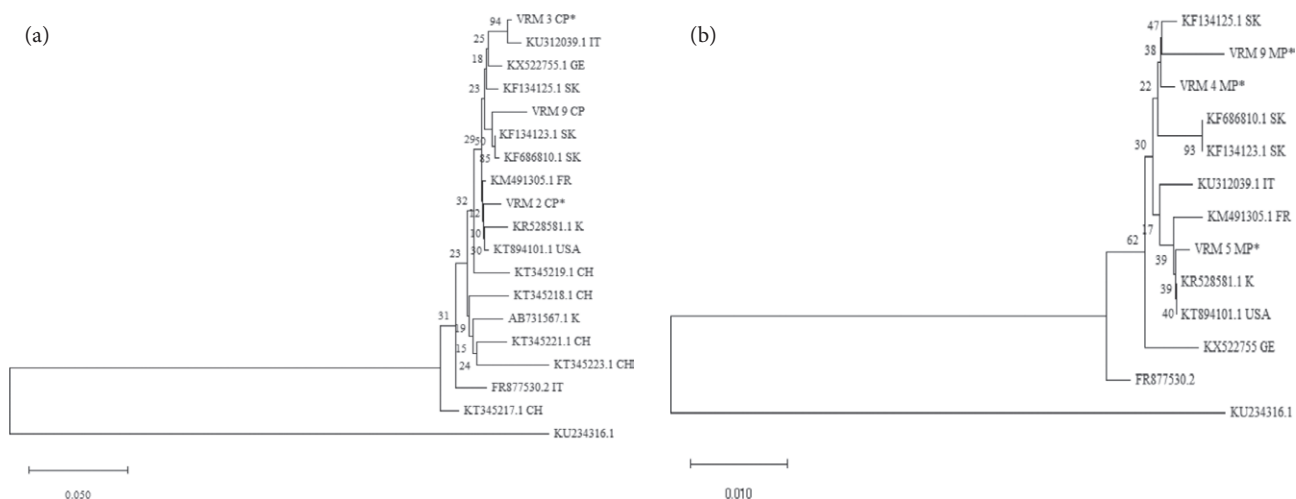 (a)
94
VRM 3 CP*
25
KU312039.1 IT
18
KX522755.1 GE
23
KF134125.1 SK
VRM 9 CP
29
50
KF134123.1 SK
85
KF686810.1 SK
KM491305.1 FR
32
VRM 2 CP*
12
KR528581.1 K
10
30
KT894101.1 USA
23
KT345219.1 CH
KT345218.1 CH
31
19
AB731567.1 K
15
KT345221.1 CH
24
KT345223.1 CHI
FR877530.2 IT
KT345217.1 CH
KU234316.1
0.050
(b)
47
KF134125.1 SK
38
VRM 9 MP*
22
VRM 4 MP*
KF686810.1 SK
30
93
KF134123.1 SK
KU312039.1 IT
17
KM491305.1 FR
62
39
VRM 5 MP*
39
KR528581.1 K
40
KT894101.1 USA
KX522755 GE
FR877530.2
KU234316.1
0.010